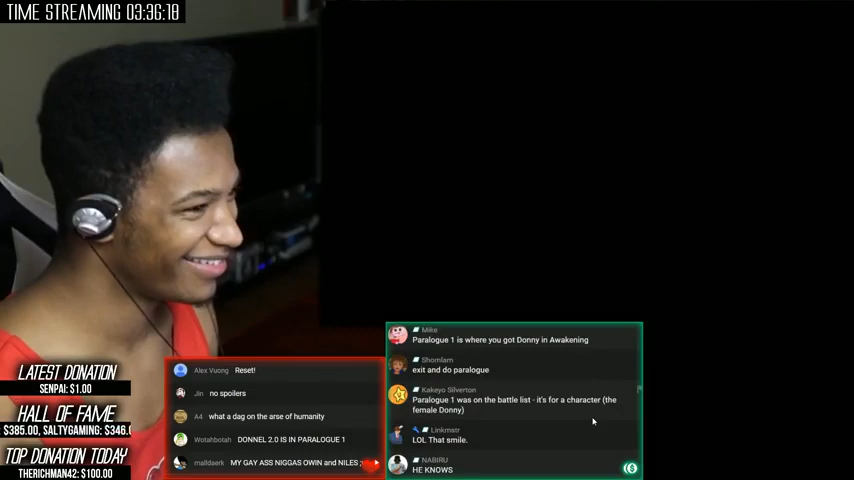 TIME STREAMING 03:36:18
Mike
Paralogue 1 is where you got Donny in Awakening
Shomlam
exit and do paralogue
Kakeyo Silverton
Paralogue 1 was on the battle list - it's for a character (the
female Donny)
Linkmstr
LOL That smile.
NABIRU
HE KNOWS
Alex Vuong Reset!
Jin no spoilers
A4 what a dag on the arse of humanity
Wotahbotah DONNEL 2.0 IS IN PARALOGUE 1
malldaerk MY GAY ASS NIGGAS OWIN and NILES
LATEST DONATION
SENPAI: $1.00
HALL OF FAME
$385.00, SALTYGAMING: $346.
TOP DONATION TODAY
THERICHMAN42: $100.00